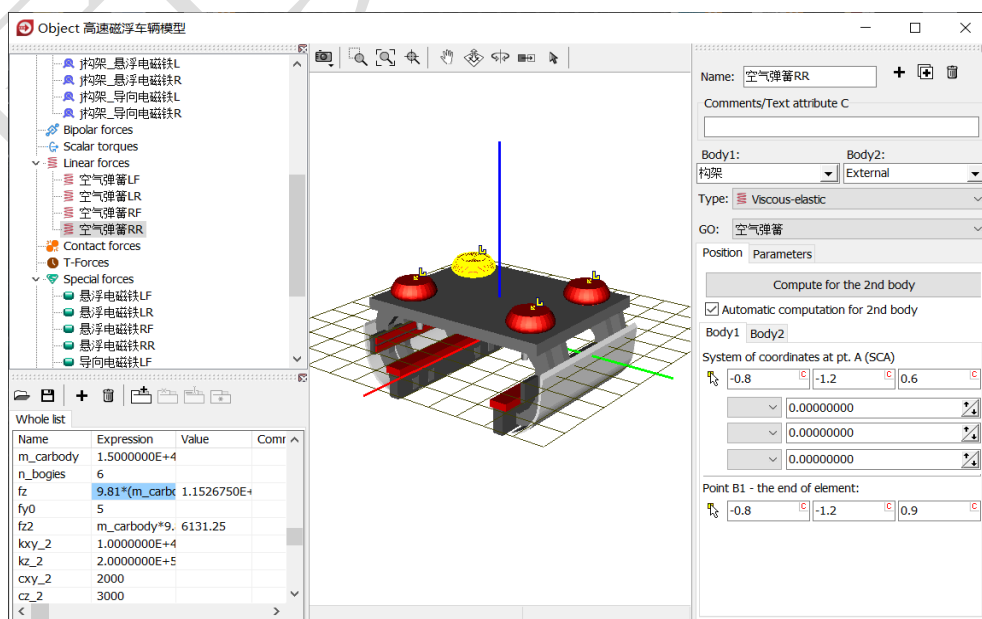 Object 高速磁浮车辆模型
j构架_悬浮电磁铁L
j构架_悬浮电磁铁R
j构架_导向电磁铁L
j构架_导向电磁铁R
Bipolar forces
Scalar torques
Linear forces
空气弹簧LF
空气弹簧LR
空气弹簧RF
空气弹簧RR
Contact forces
T-Forces
Special forces
悬浮电磁铁LF
悬浮电磁铁LR
悬浮电磁铁RF
悬浮电磁铁RR
导向电磁铁LF
Whole list
Name Expression Value Comr
m_carbody 1.5000000E+4
n_bogies 6
fz 9.81*(m_carbo 1.1526750E+
fy0 5
fz2 m_carbody*9. 6131.25
kxy_2 1.0000000E+4
kz_2 2.0000000E+5
cxy_2 2000
cz_2 3000
L
L
L
L
Name: 空气弹簧RR
Comments/Text attribute C
Body1: Body2:
构架 External
Type: Viscous-elastic
GO: 空气弹簧
Position Parameters
Compute for the 2nd body
Automatic computation for 2nd body
Body1 Body2
System of coordinates at pt. A (SCA)
-0.8 C -1.2 C 0.6 C
0.00000000
0.00000000
0.00000000
Point B1 - the end of element:
-0.8 C -1.2 C 0.9 C